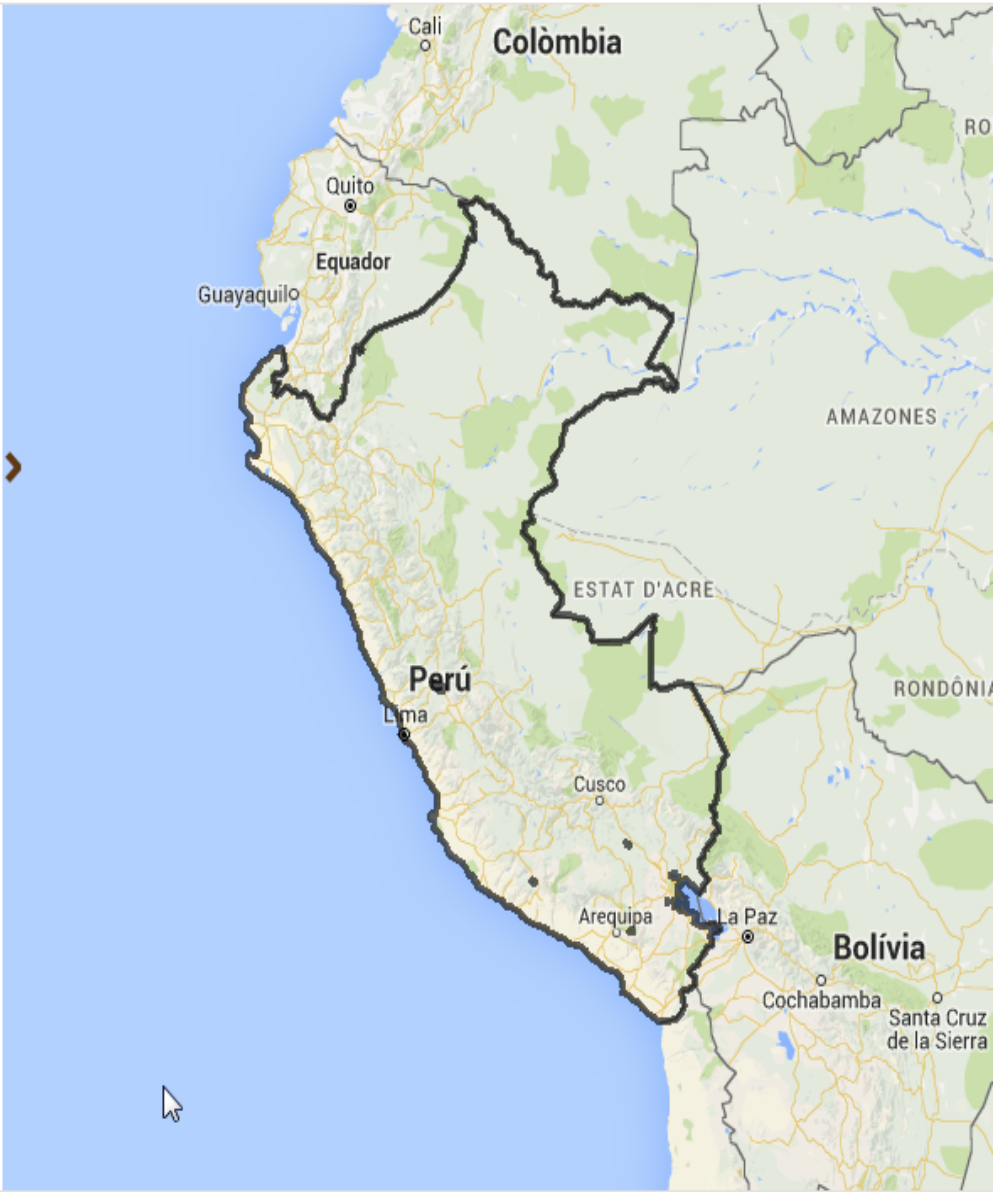 Cali
Colòmbia
RO
Quito
Equador
Guayaquil
AMAZONES
ESTAT D'ACRE
Perú
RONDÔNIA
Lima
Cusco
Arequipa
La Paz
Bolívia
Cochabamba
Santa Cruz
de la Sierra